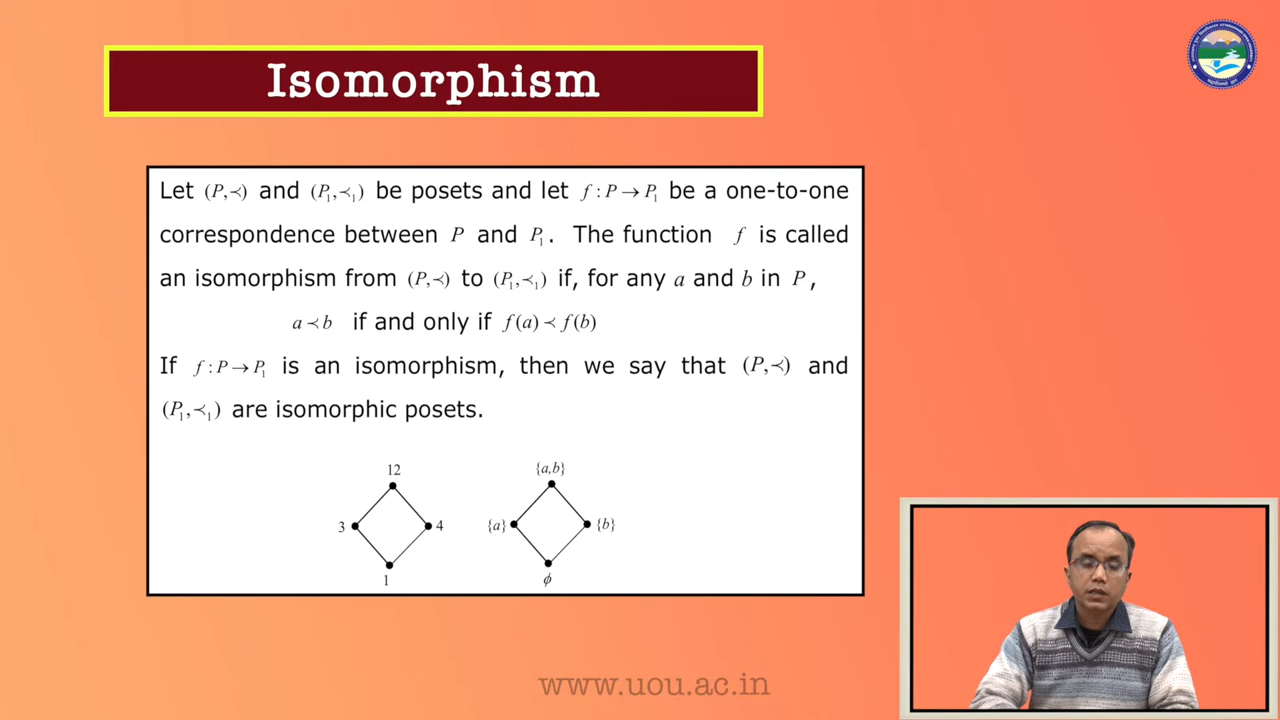 Isomorphism
Let (P,≺) and (P₁,≺₁) be posets and let f : P → P₁ be a one-to-one
correspondence between P and P₁. The function f is called
an isomorphism from (P,≺) to (P₁,≺₁) if, for any a and b in P,
a ≺ b if and only if f(a) ≺ f(b)
If f : P → P₁ is an isomorphism, then we say that (P,≺) and
(P₁,≺₁) are isomorphic posets.
12 {a,b}
3 4 {a} {b}
1 ϕ
www.uou.ac.in